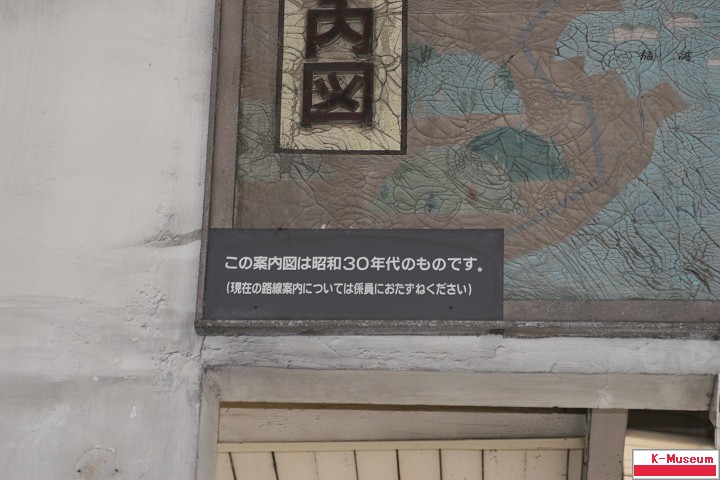 内
図
湾
この案内図は昭和30年代のものです。
(現在の路線案内については係員におたずねください)
K-Museum